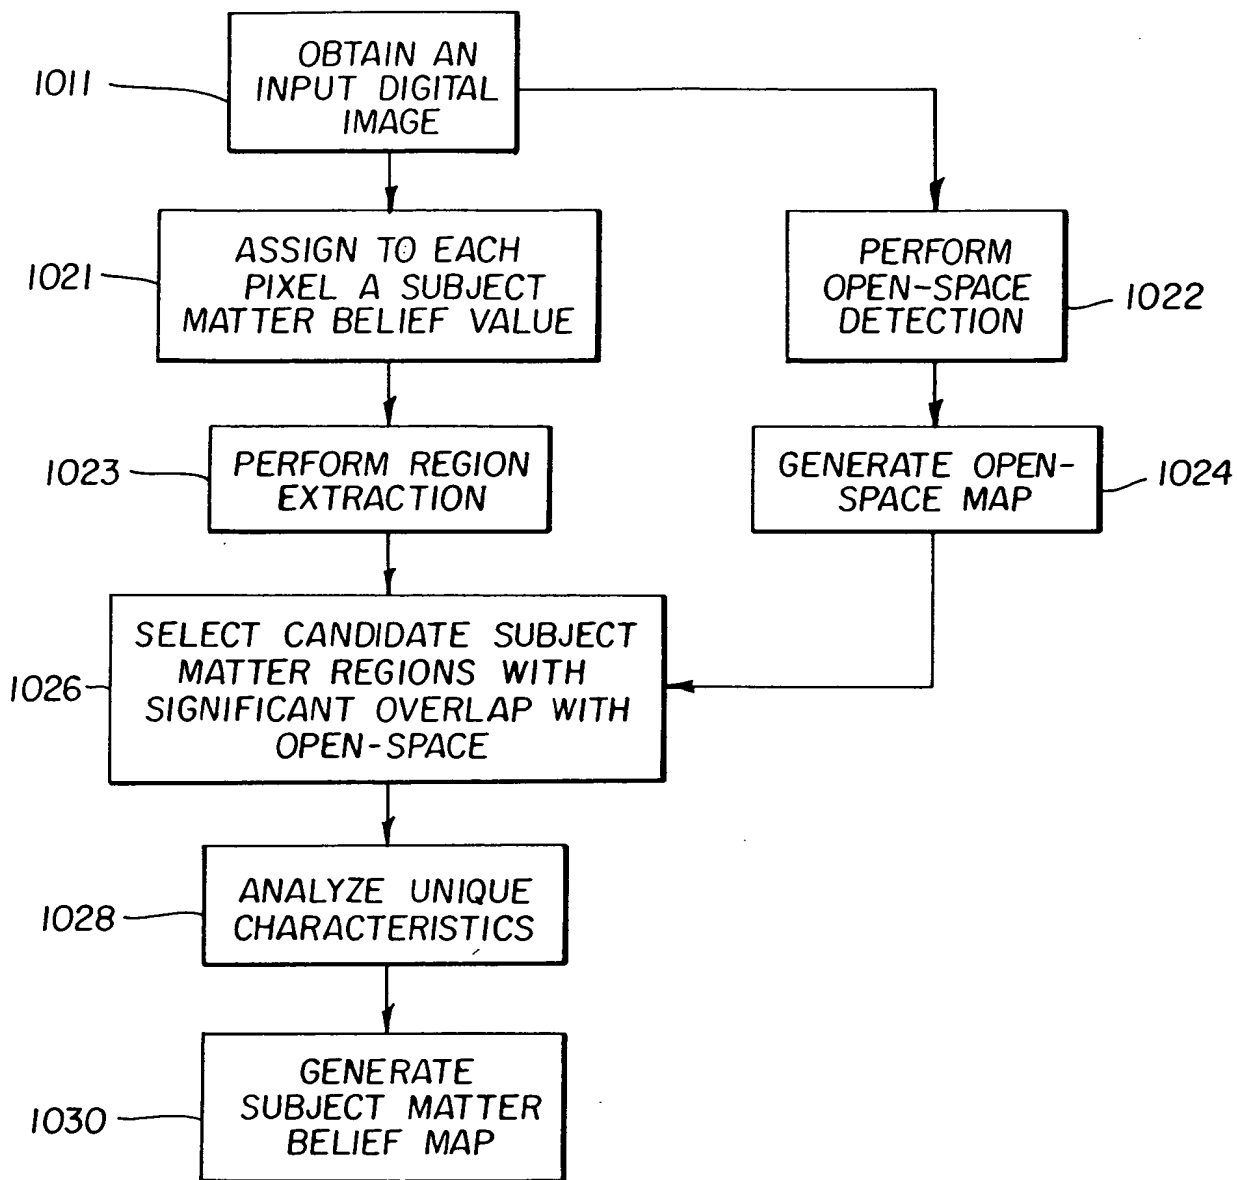 1011
OBTAIN AN
INPUT DIGITAL
IMAGE
1021
ASSIGN TO EACH
PIXEL A SUBJECT
MATTER BELIEF VALUE
PERFORM
OPEN-SPACE
DETECTION
1022
1023
PERFORM REGION
EXTRACTION
GENERATE OPEN-
SPACE MAP
1024
1026
SELECT CANDIDATE SUBJECT
MATTER REGIONS WITH
SIGNIFICANT OVERLAP WITH
OPEN-SPACE
1028
ANALYZE UNIQUE
CHARACTERISTICS
1030
GENERATE
SUBJECT MATTER
BELIEF MAP